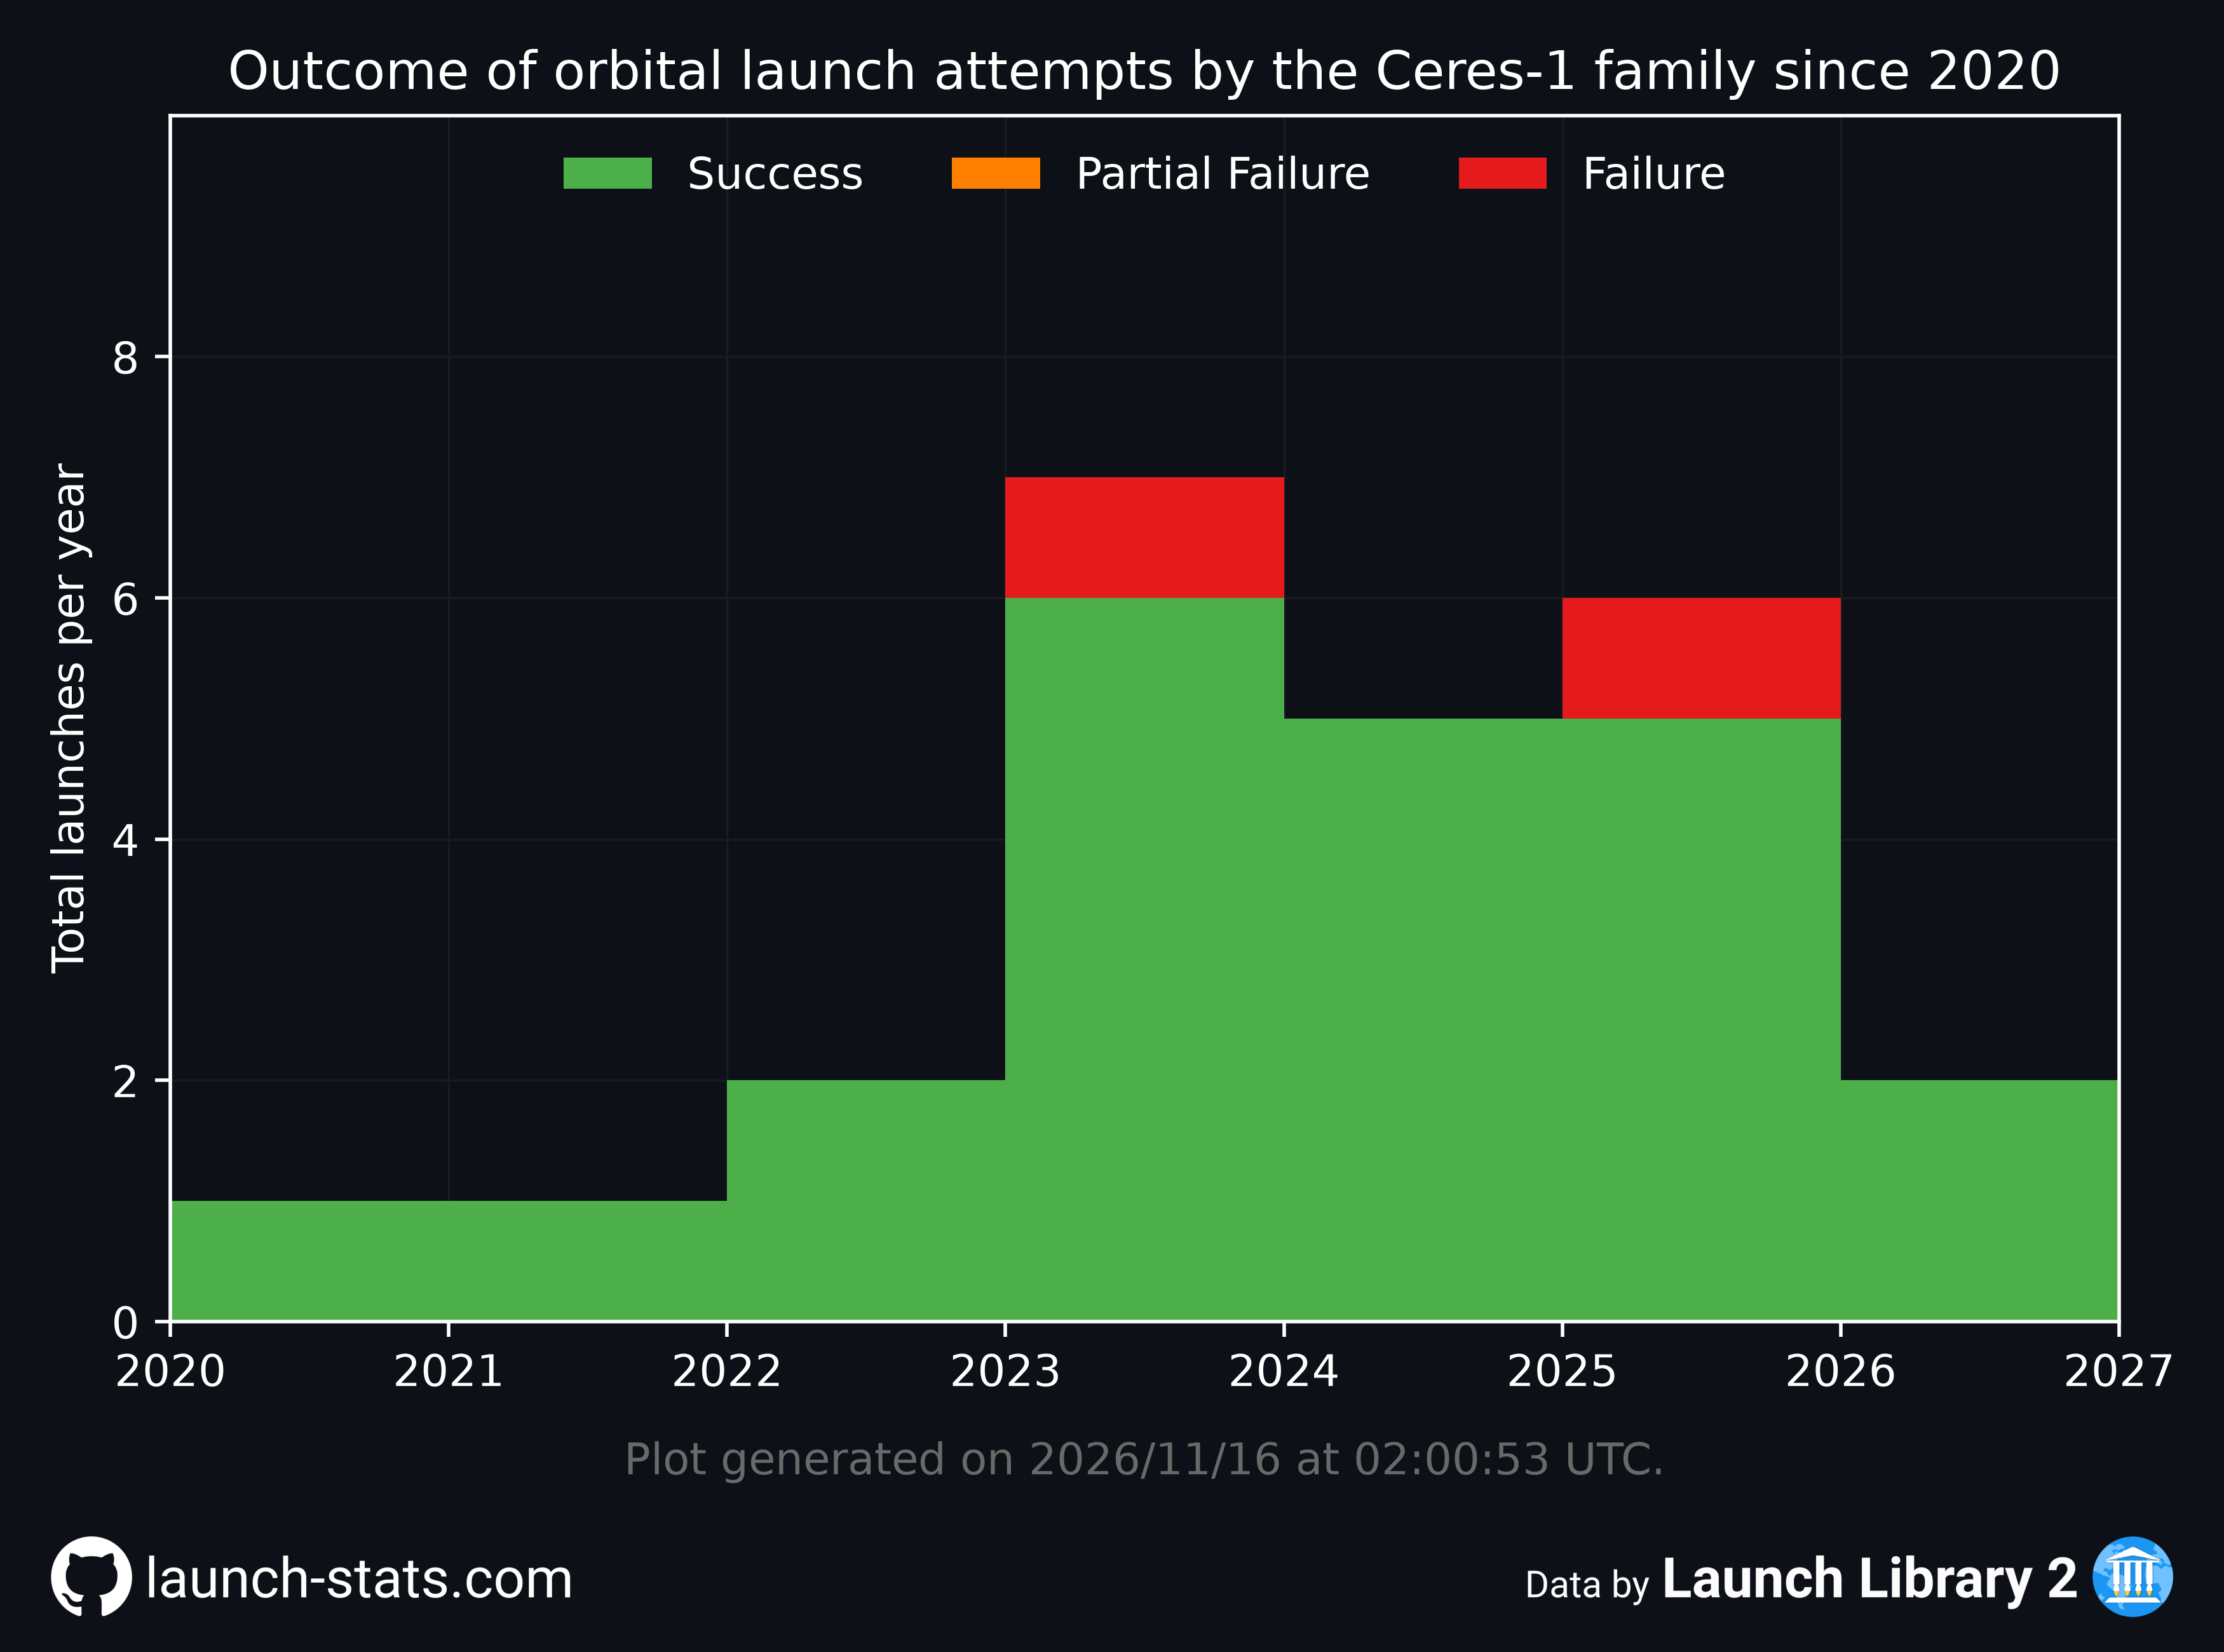 Outcome of orbital launch attempts by the Ceres-1 family since 2020
Success Partial Failure Failure
Total launches per year
8
6
4
2
0
2020 2021 2022 2023 2024 2025 2026 2027
Plot generated on 2026/11/16 at 02:00:53 UTC.
launch-stats.com
Data by Launch Library 2